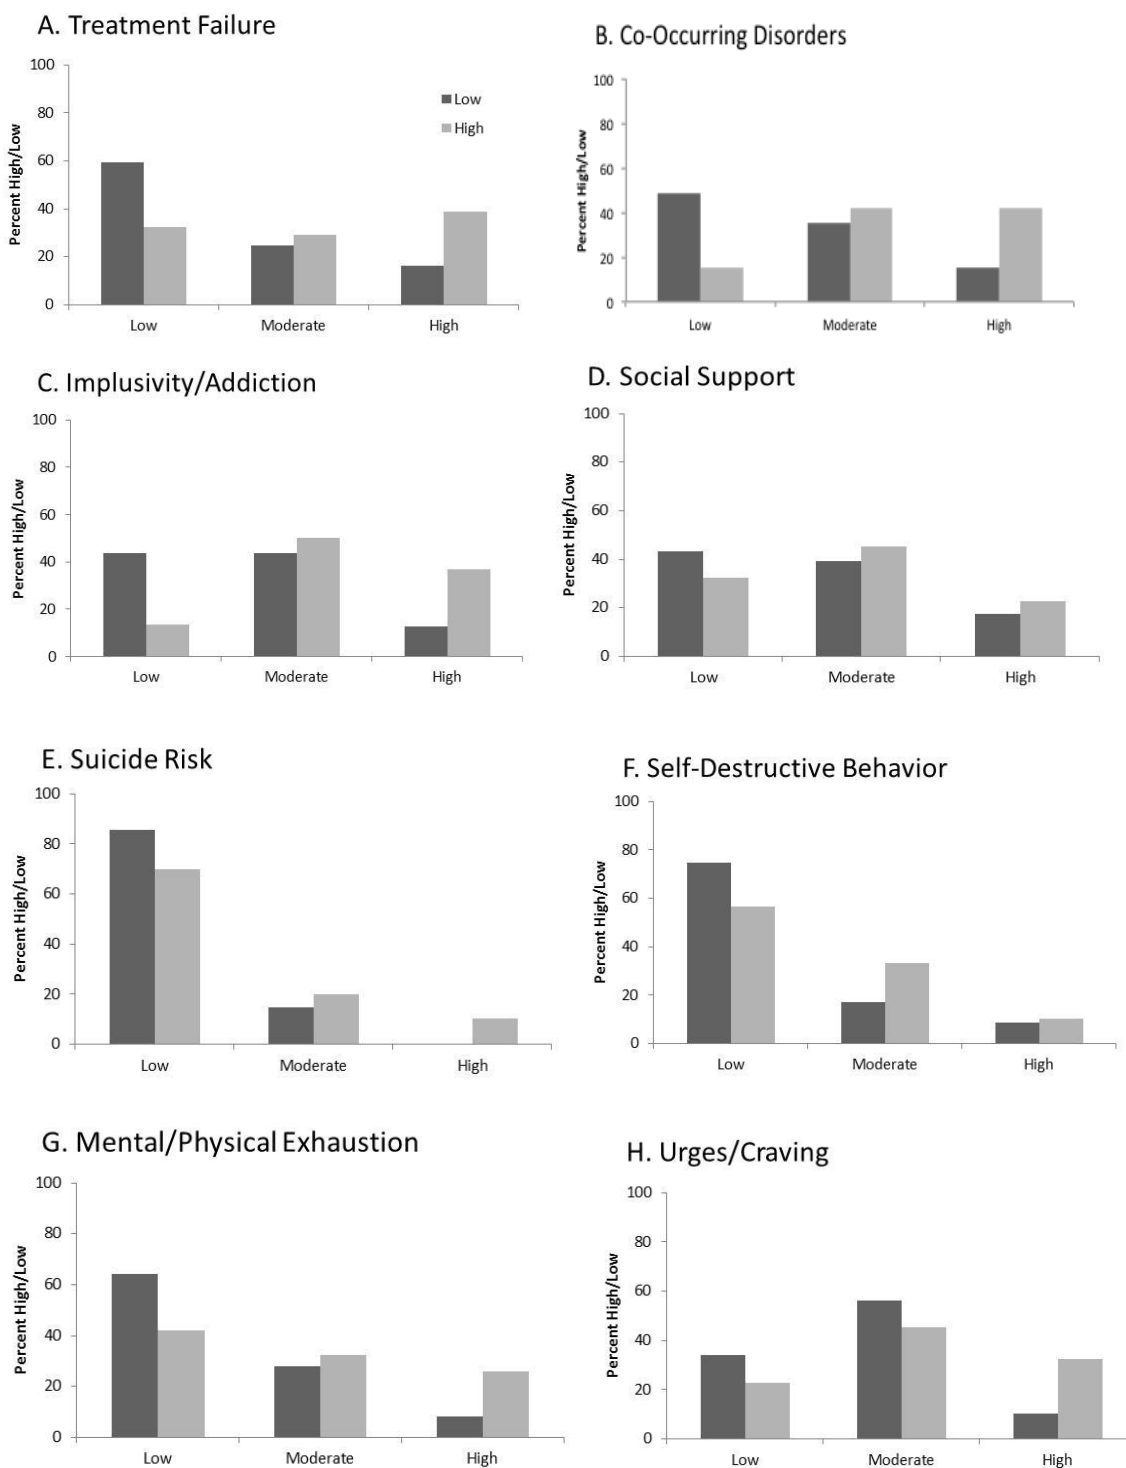 A. Treatment Failure
100
80
60
40
20
0
Percent High/Low
Low
High
Low Moderate High
B. Co-Occurring Disorders
100
80
60
40
20
0
Percent High/Low
Low Moderate High
C. Implusivity/Addiction
100
80
60
40
20
0
Percent High/Low
Low Moderate High
D. Social Support
100
80
60
40
20
0
Percent High/Low
Low Moderate High
E. Suicide Risk
100
80
60
40
20
0
Percent High/Low
Low Moderate High
F. Self-Destructive Behavior
100
80
60
40
20
0
Percent High/Low
Low Moderate High
G. Mental/Physical Exhaustion
100
80
60
40
20
0
Percent High/Low
Low Moderate High
H. Urges/Craving
100
80
60
40
20
0
Percent High/Low
Low Moderate High